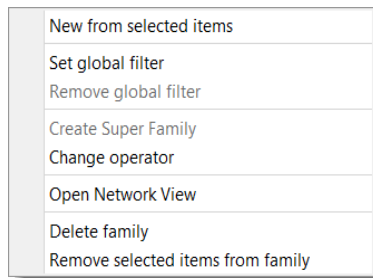 New from selected items
Set global filter
Remove global filter
Create Super Family
Change operator
Open Network View
Delete family
Remove selected items from family